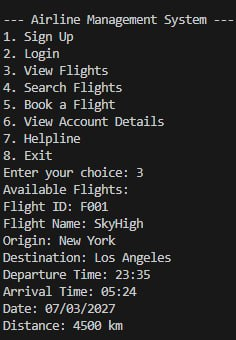 --- Airline Management System ---
1. Sign Up
2. Login
3. View Flights
4. Search Flights
5. Book a Flight
6. View Account Details
7. Helpline
8. Exit
Enter your choice: 3
Available Flights:
Flight ID: F001
Flight Name: SkyHigh
Origin: New York
Destination: Los Angeles
Departure Time: 23:35
Arrival Time: 05:24
Date: 07/03/2027
Distance: 4500 km